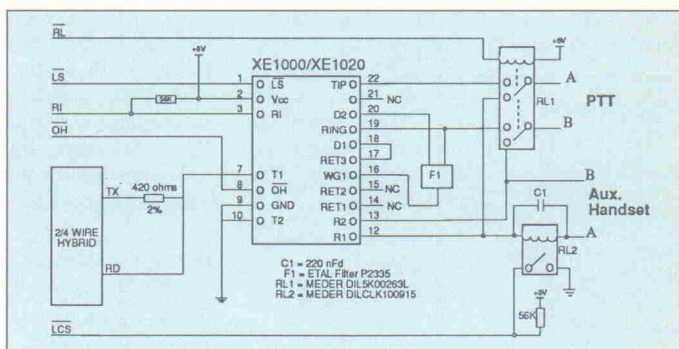 RL
+5V
+5V
XE1000/XE1020
LS
1
LS
TIP
22
A
2
Vcc
21
NC
RL1
PTT
RI
3
RI
D2
20
RING
19
B
OH
D1
18
RET3
17
F1
7
T1
WG1
16
TX
420 ohms
2%
8
OH
RET2
15
NC
B
9
GND
RET1
14
NC
Aux.
Handset
2/4 WIRE
HYBRID
10
T2
R2
13
C1
R1
12
A
RL2
C1 = 220 nFd
F1 = ETAL Filter P2335
RD
RL1 = MEDER DIL5K00263L
RL2 = MEDER DILCLK100915
56K
LCS